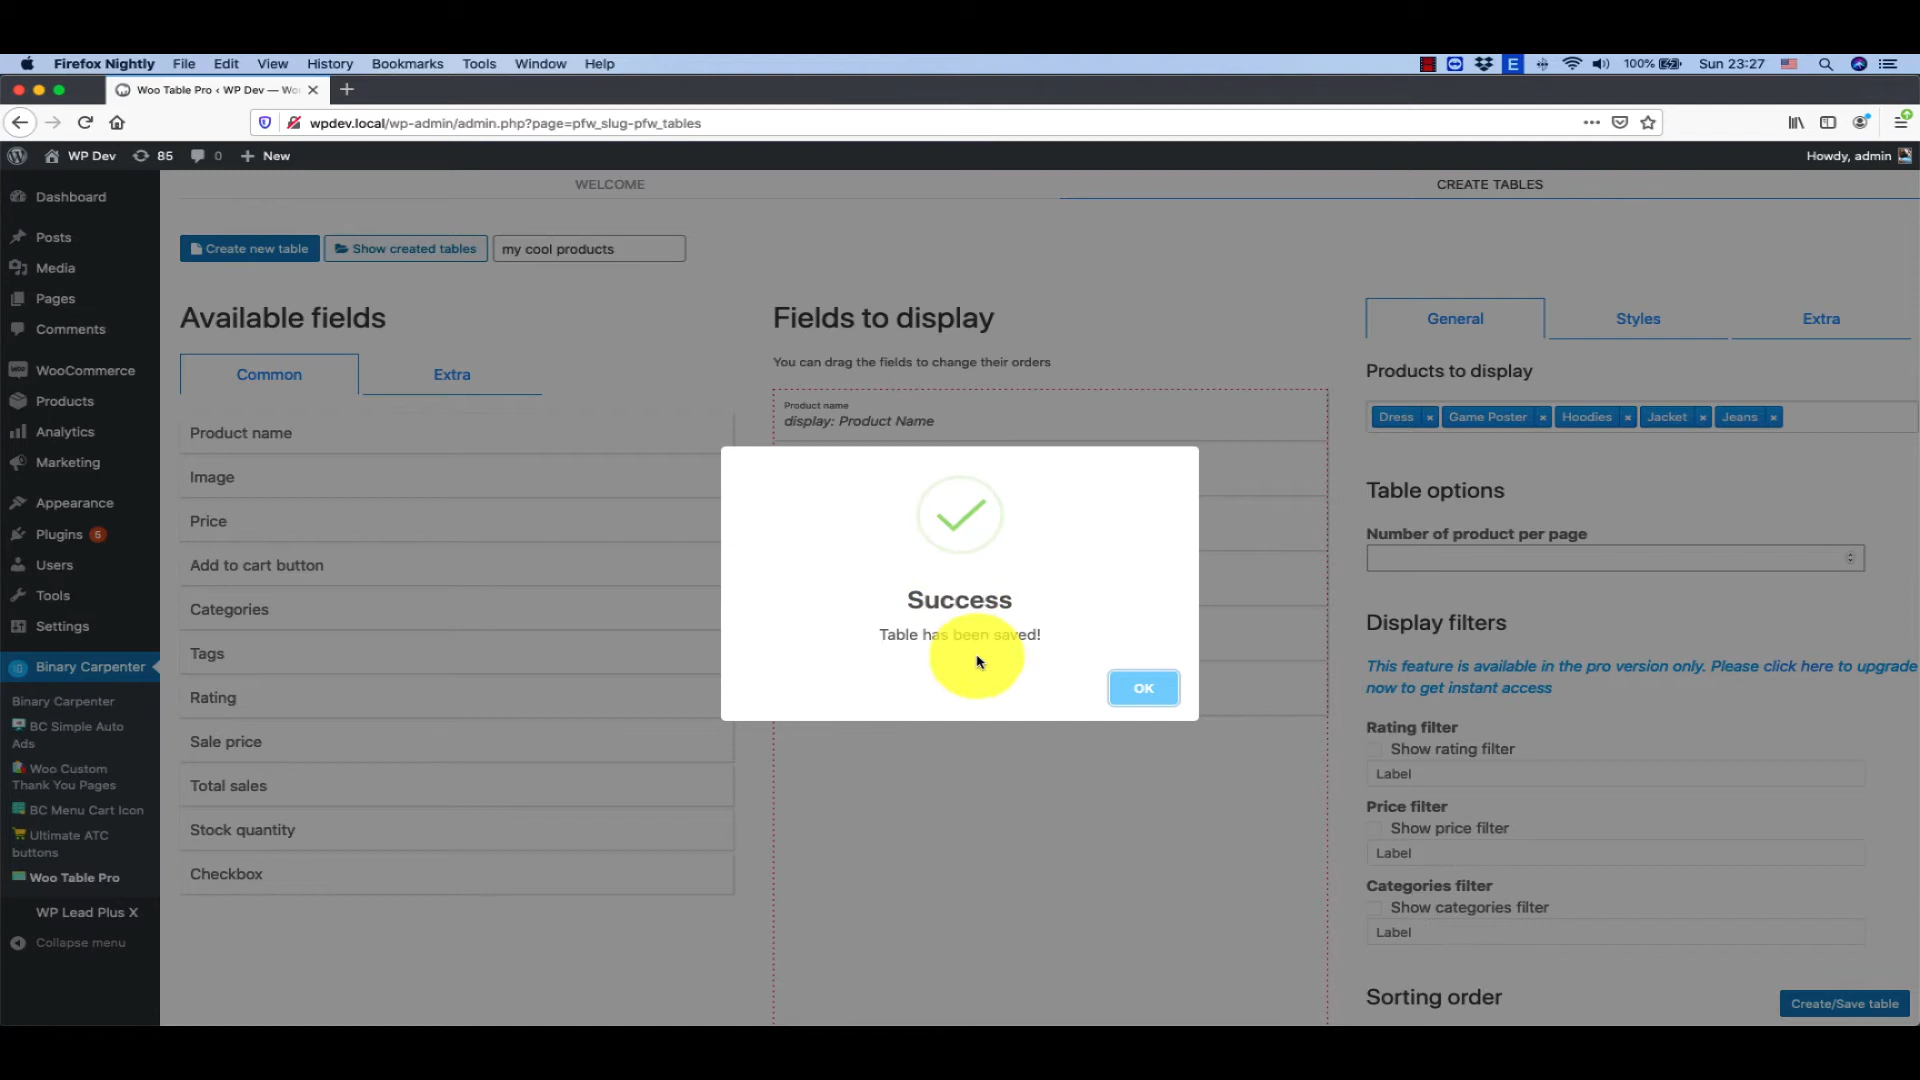 Firefox Nightly File Edit View History Bookmarks Tools Window Help
E 100% Sun 23:27
Woo Table Pro ‹ WP Dev — Wo
wpdev.local/wp-admin/admin.php?page=pfw_slug-pfw_tables
WP Dev 85 0 New
Howdy, admin
Dashboard
Posts
Media
Pages
Comments
WooCommerce
Products
Analytics
Marketing
Appearance
Plugins 5
Users
Tools
Settings
Binary Carpenter
Binary Carpenter
BC Simple Auto
Ads
Woo Custom
Thank You Pages
BC Menu Cart Icon
Ultimate ATC
buttons
Woo Table Pro
WP Lead Plus X
Collapse menu
WELCOME
CREATE TABLES
Create new table
Show created tables
my cool products
Available fields
Common
Extra
Product name
Image
Price
Add to cart button
Categories
Tags
Rating
Sale price
Total sales
Stock quantity
Checkbox
Fields to display
You can drag the fields to change their orders
Product name
display: Product Name
Success
Table has been saved!
OK
General
Styles
Extra
Products to display
Dress × Game Poster × Hoodies × Jacket × Jeans ×
Table options
Number of product per page
Display filters
This feature is available in the pro version only. Please click here to upgrade
now to get instant access
Rating filter
Show rating filter
Label
Price filter
Show price filter
Label
Categories filter
Show categories filter
Label
Sorting order
Create/Save table